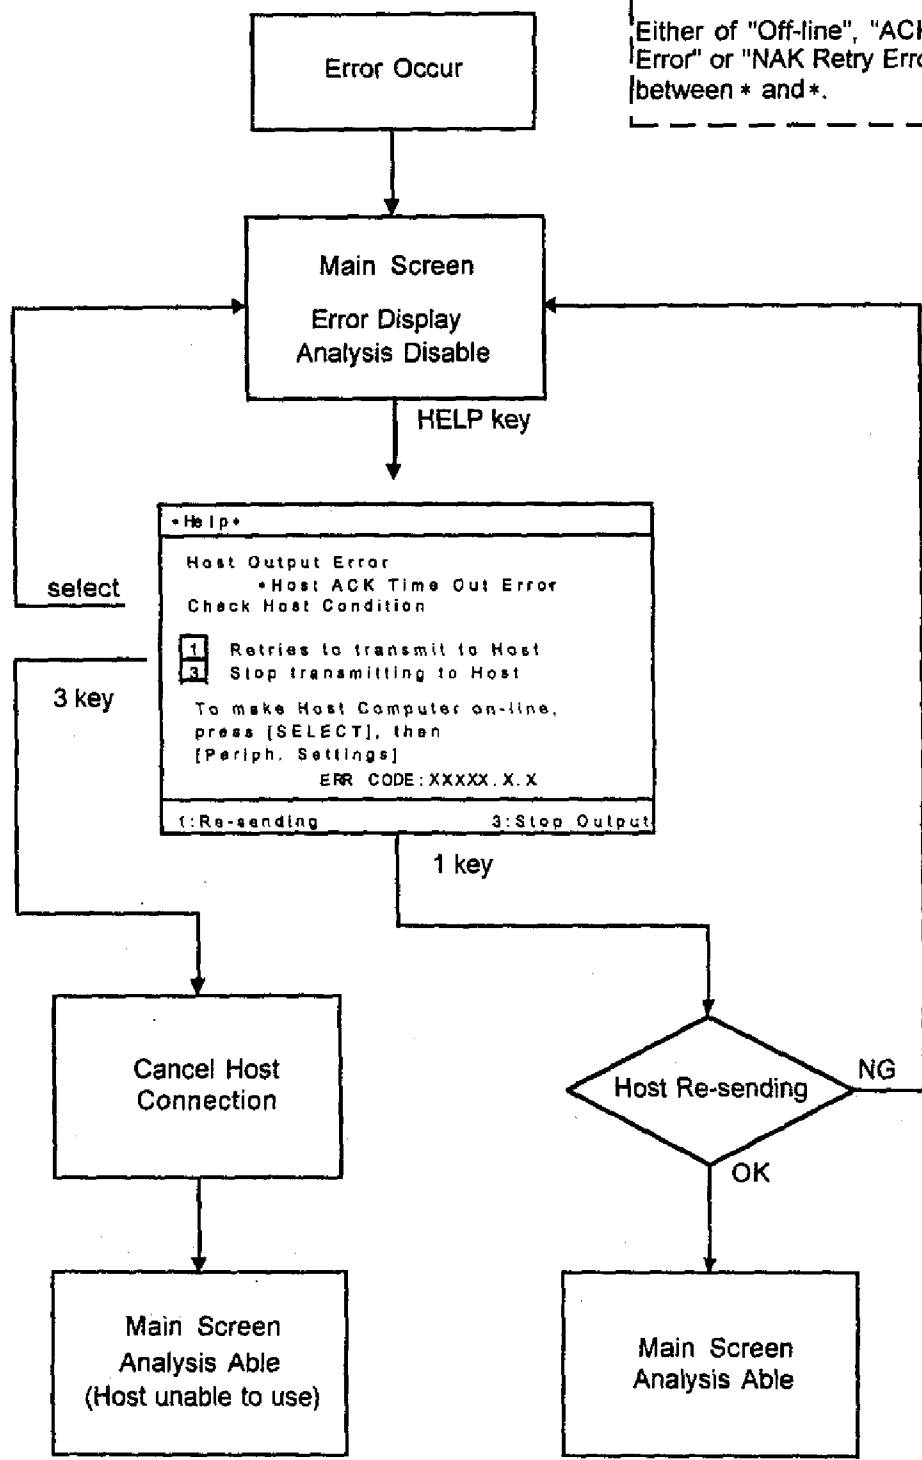 Either of "Off-line", "ACK
Error" or "NAK Retry Erro
between * and *.
Error Occur
Main Screen
Error Display
Analysis Disable
HELP key
*Help*
Host Output Error
*Host ACK Time Out Error
Check Host Condition
1 Retries to transmit to Host
3 Stop transmitting to Host
To make Host Computer on-line,
press [SELECT], then
[Periph. Settings]
ERR CODE:XXXXX.X.X
1:Re-sending 3:Stop Output
select
3 key
1 key
Cancel Host
Connection
Host Re-sending
NG
OK
Main Screen
Analysis Able
(Host unable to use)
Main Screen
Analysis Able